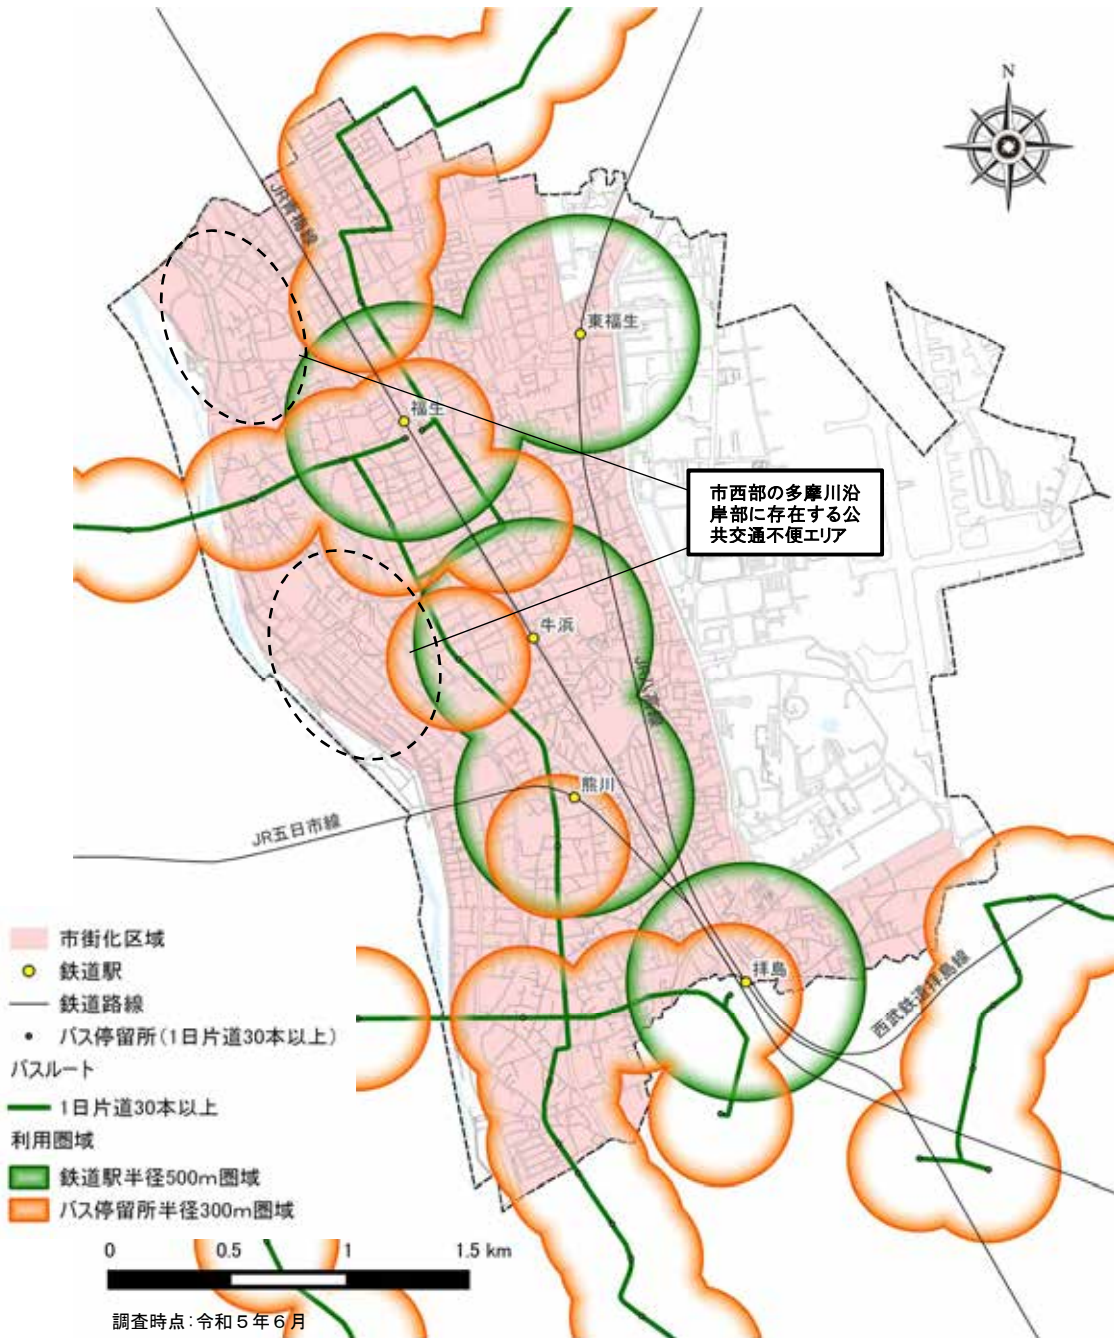 N
JR青梅線
東福生
福生
市西部の多摩川沿
岸部に存在する公
共交通不便エリア
牛浜
JR八高線
熊川
JR五日市線
拝島
西武鉄道拝島線
市街化区域
鉄道駅
鉄道路線
バス停留所(1日片道30本以上)
バスルート
1日片道30本以上
利用圏域
鉄道駅半径500m圏域
バス停留所半径300m圏域
0 0.5 1 1.5 km
調査時点:令和5年6月